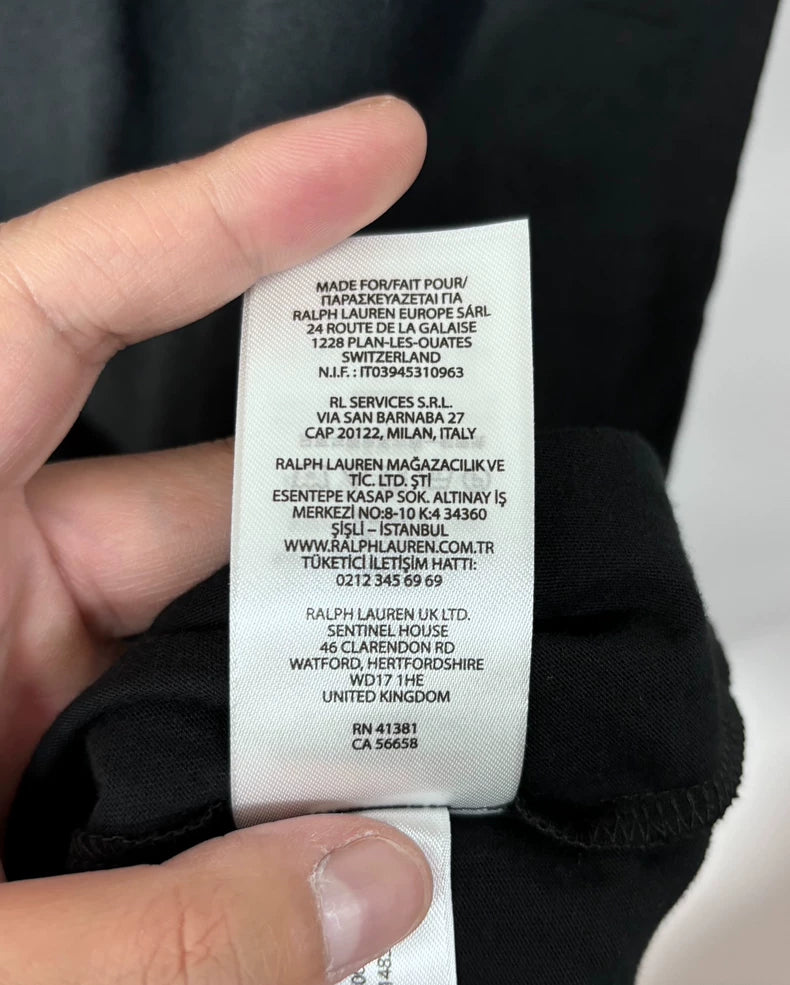 MADE FOR/FAIT POUR/
ΠΑΡΑΣΚΕΥΑΖΕΤΑΙ ΓΙΑ
RALPH LAUREN EUROPE SÁRL
24 ROUTE DE LA GALAISE
1228 PLAN-LES-OUATES
SWITZERLAND
N.I.F. : IT03945310963
RL SERVICES S.R.L.
VIA SAN BARNABA 27
CAP 20122, MILAN, ITALY
RALPH LAUREN MAĞAZACILIK VE
TİC. LTD. ŞTİ
ESENTEPE KASAP SOK. ALTINAY İŞ
MERKEZİ NO:8-10 K:4 34360
ŞİŞLİ – İSTANBUL
WWW.RALPHLAUREN.COM.TR
TÜKETİCİ İLETİŞİM HATTI:
0212 345 69 69
RALPH LAUREN UK LTD.
SENTINEL HOUSE
46 CLARENDON RD
WATFORD, HERTFORDSHIRE
WD17 1HE
UNITED KINGDOM
RN 41381
CA 56658